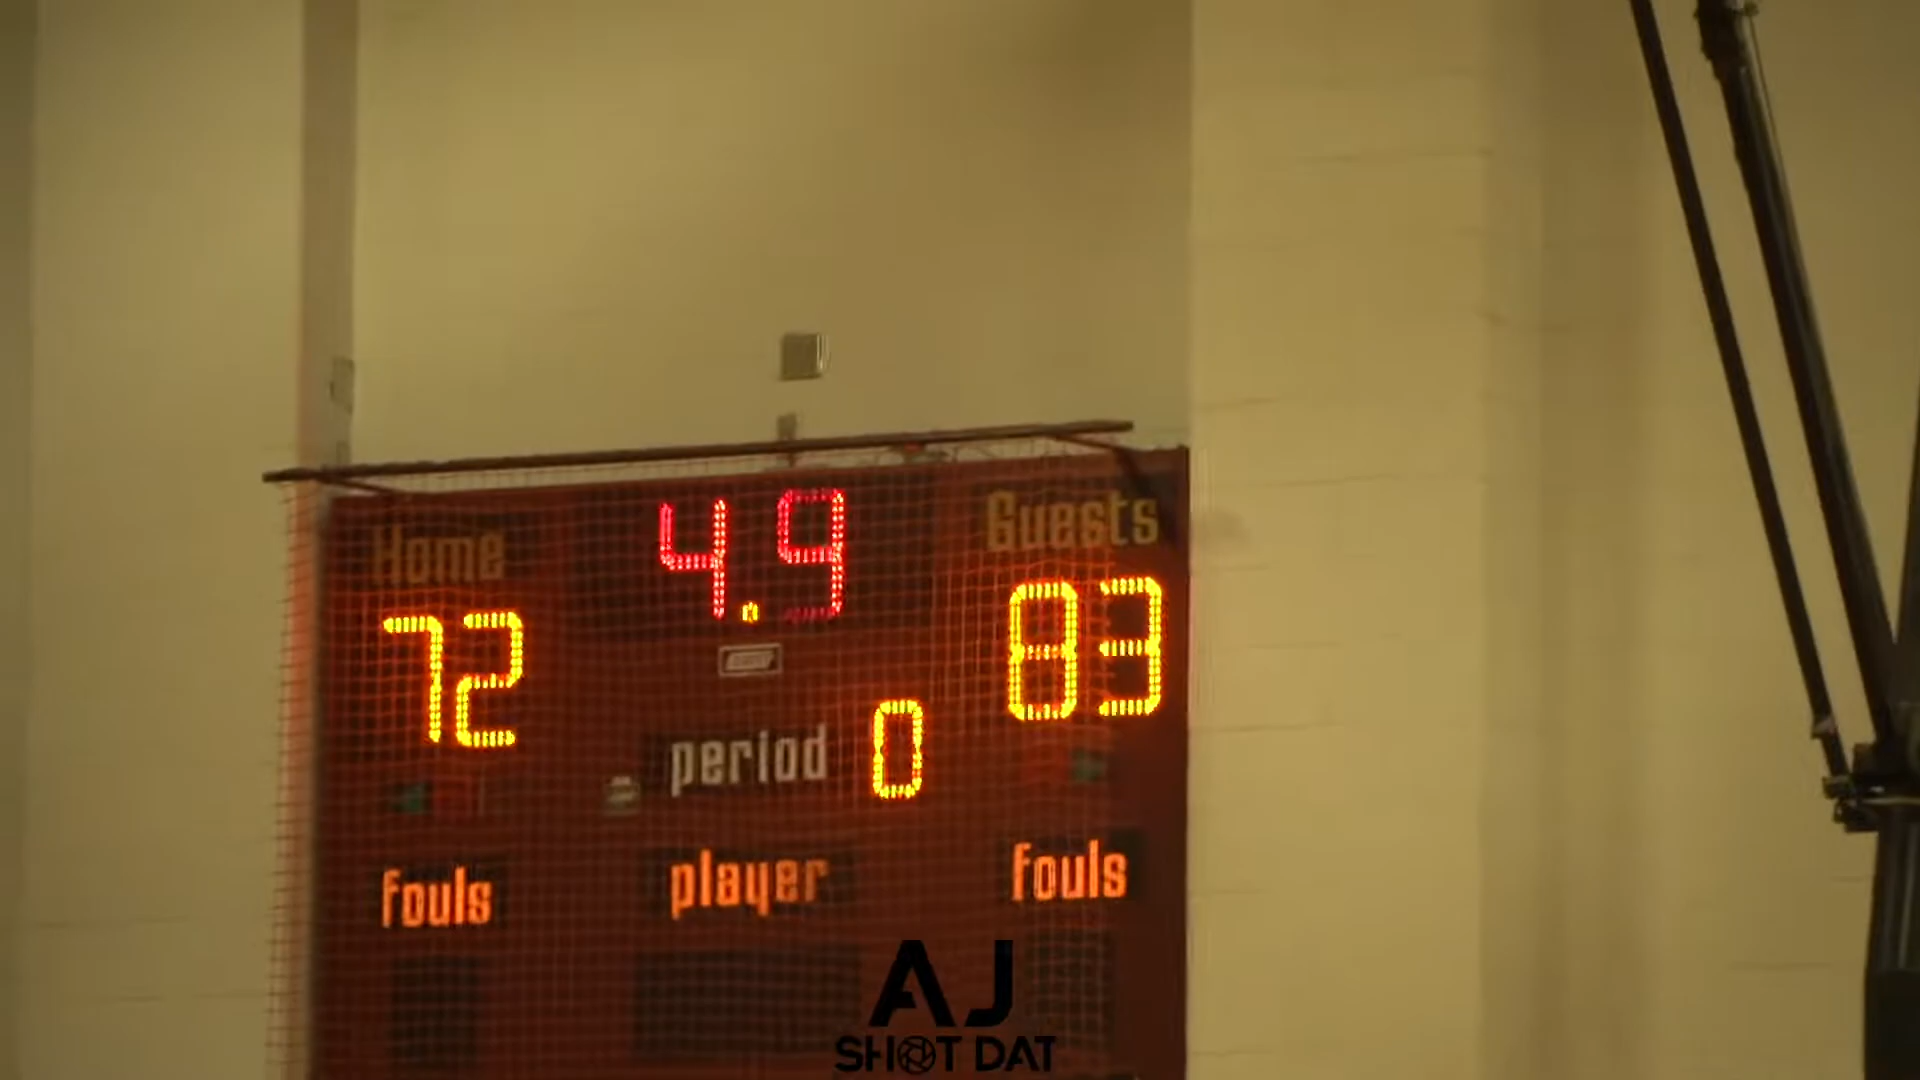 Home 4.9 Guests
72 83
period 0
fouls player fouls
AJ
SHOT DAT